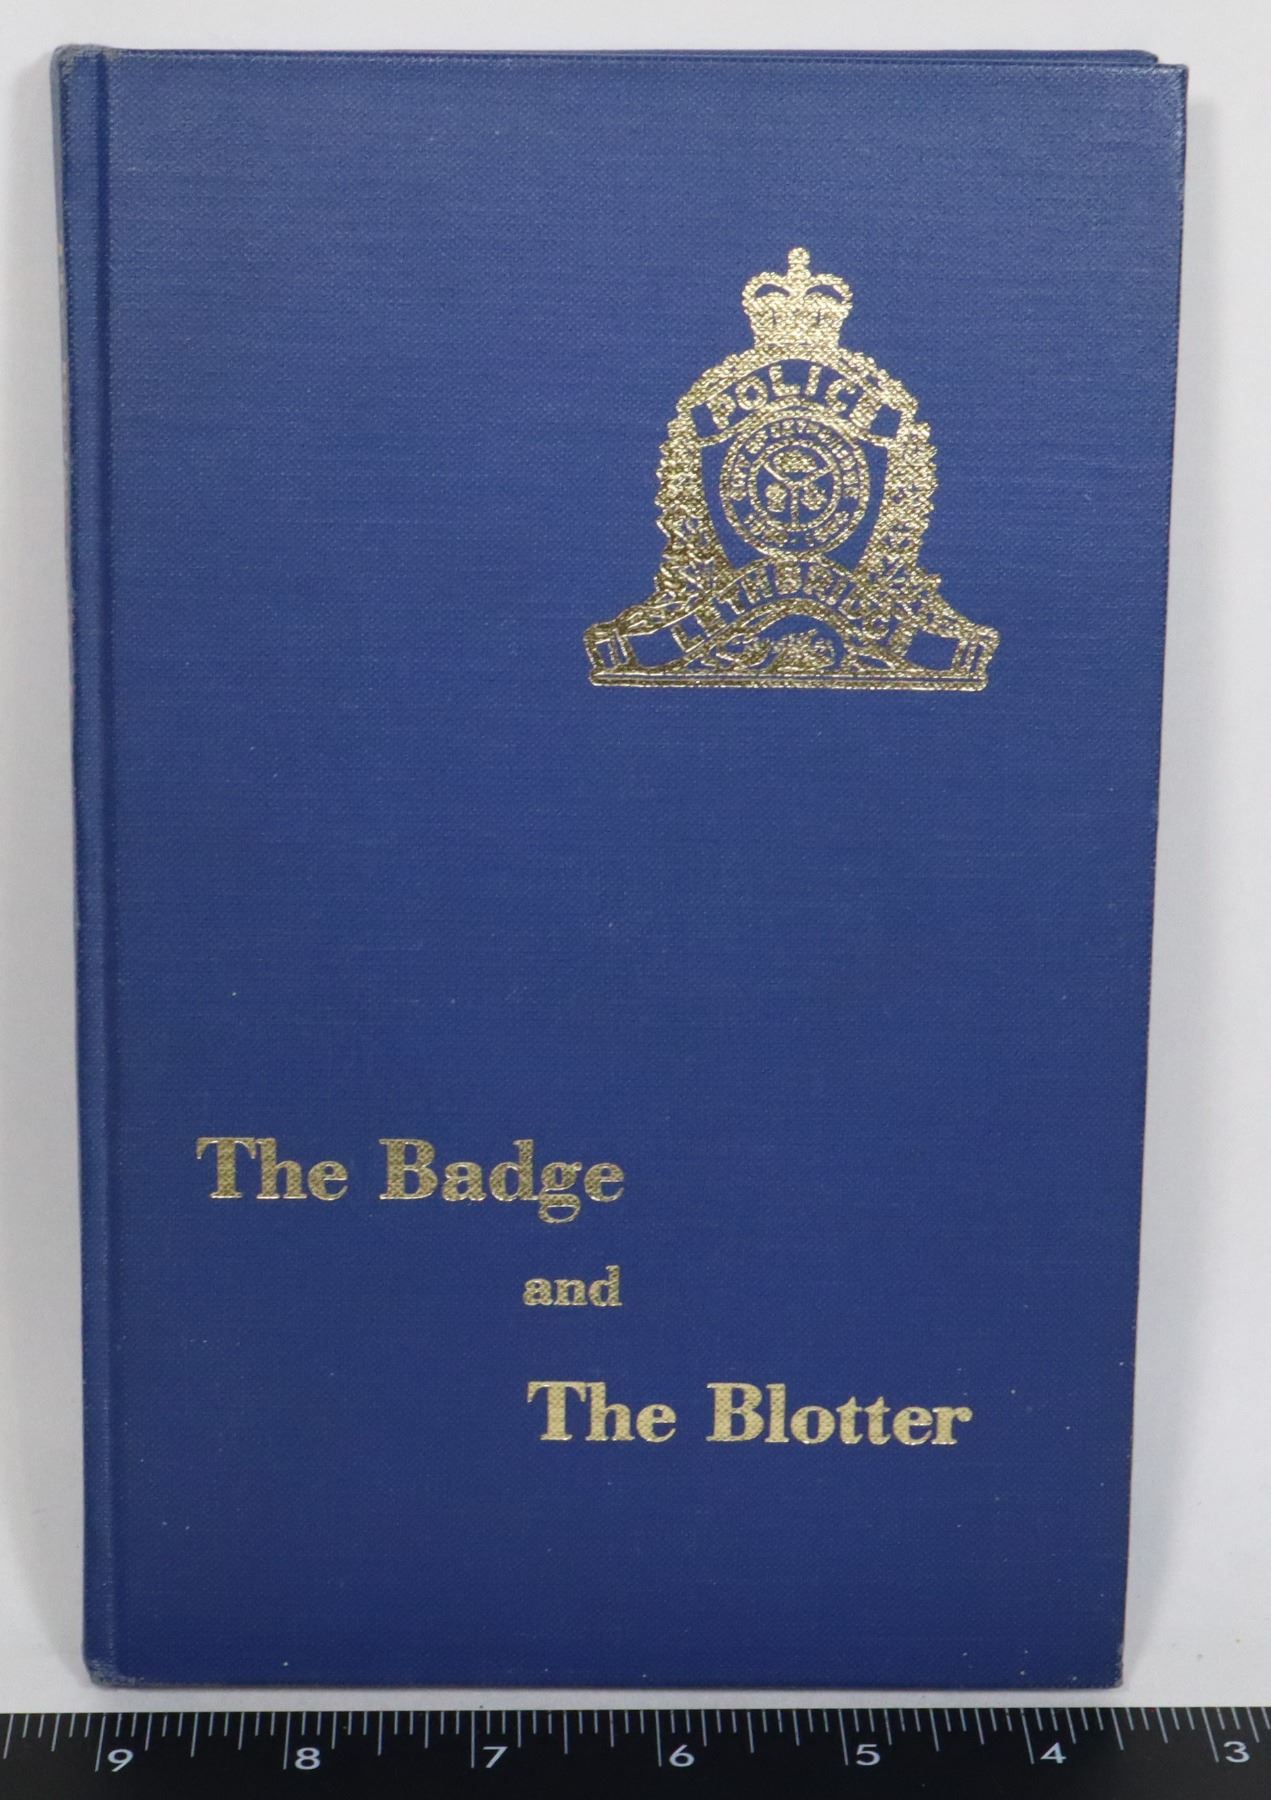 POLICE
LETHBRIDGE
The Badge
and
The Blotter
9 8 7 6 5 4 3